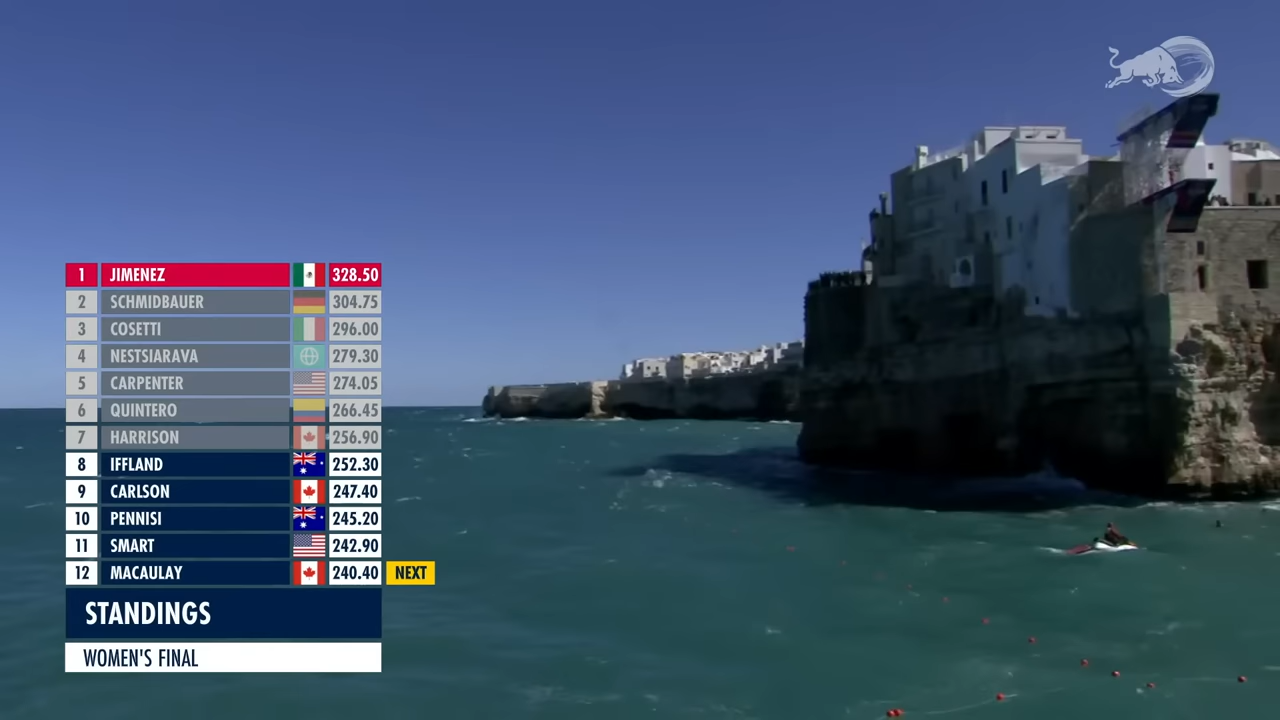 1 JIMENEZ 328.50
2 SCHMIDBAUER 304.75
3 COSETTI 296.00
4 NESTSIARAVA 279.30
5 CARPENTER 274.05
6 QUINTERO 266.45
7 HARRISON 256.90
8 IFFLAND 252.30
9 CARLSON 247.40
10 PENNISI 245.20
11 SMART 242.90
12 MACAULAY 240.40 NEXT
STANDINGS
WOMEN'S FINAL